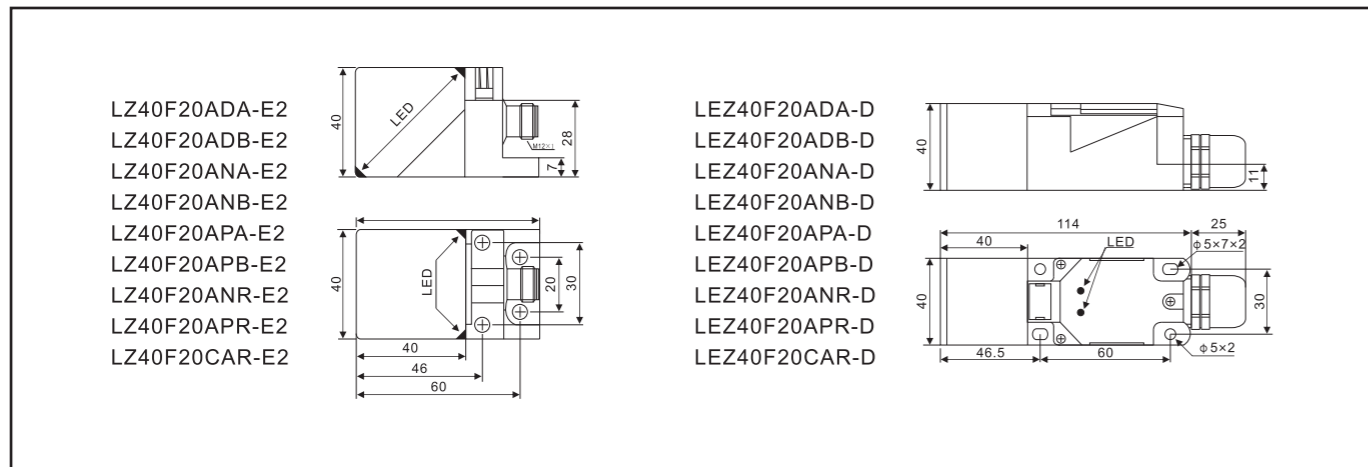 LZ40F20ADA-E2
LZ40F20ADB-E2
LZ40F20ANA-E2
LZ40F20ANB-E2
LZ40F20APA-E2
LZ40F20APB-E2
LZ40F20ANR-E2
LZ40F20APR-E2
LZ40F20CAR-E2
40
LED
M12×1
28
7
40
LED
20
30
40
46
60
LEZ40F20ADA-D
LEZ40F20ADB-D
LEZ40F20ANA-D
LEZ40F20ANB-D
LEZ40F20APA-D
LEZ40F20APB-D
LEZ40F20ANR-D
LEZ40F20APR-D
LEZ40F20CAR-D
40
11
114
25
40
LED
ϕ5×7×2
40
30
46.5
60
ϕ5×2